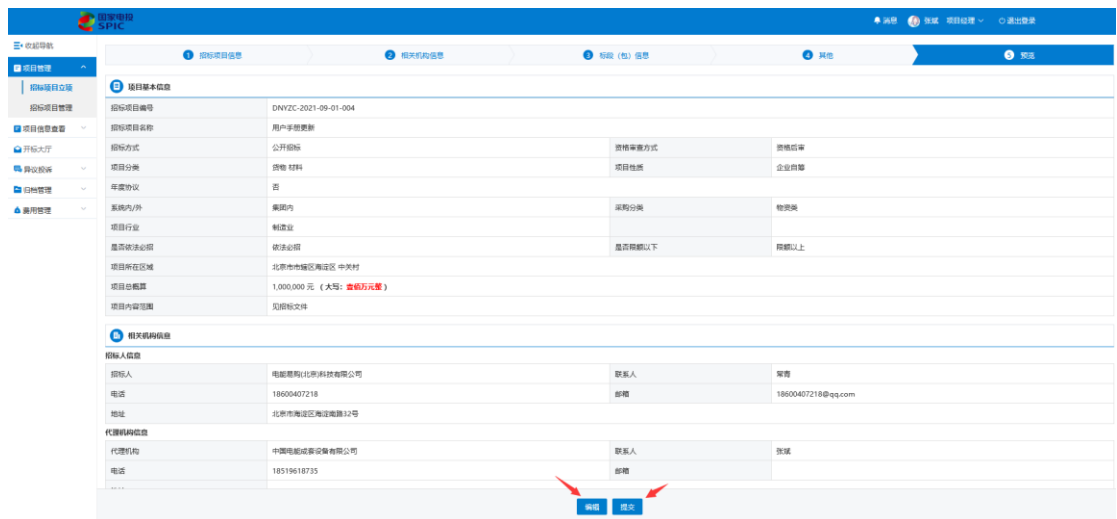 国家电投
SPIC
消息 张斌 项目经理 退出登录
收起导航
项目管理
招标项目立项
招标项目管理
项目信息查看
开标大厅
异议投诉
归档管理
费用管理
1 招标项目信息 2 相关机构信息 3 标段（包）信息 4 其他 5 预览
项目基本信息
招标项目编号 DNYZC-2021-09-01-004
招标项目名称 用户手册更新
招标方式 公开招标 资格审查方式 资格后审
项目分类 货物 材料 项目性质 企业自筹
年度协议 否
系统内/外 集团内 采购分类 物资类
项目行业 制造业
是否依法必招 依法必招 是否限额以下 限额以上
项目所在区域 北京市市辖区海淀区 中关村
项目总概算 1,000,000 元 （大写：壹佰万元整）
项目内容范围 见招标文件
相关机构信息
招标人信息
招标人 电能易购(北京)科技有限公司 联系人 常青
电话 18600407218 邮箱 18600407218@qq.com
地址 北京市海淀区海淀南路32号
代理机构信息
代理机构 中国电能成套设备有限公司 联系人 张斌
电话 18519618735 邮箱
编辑 提交